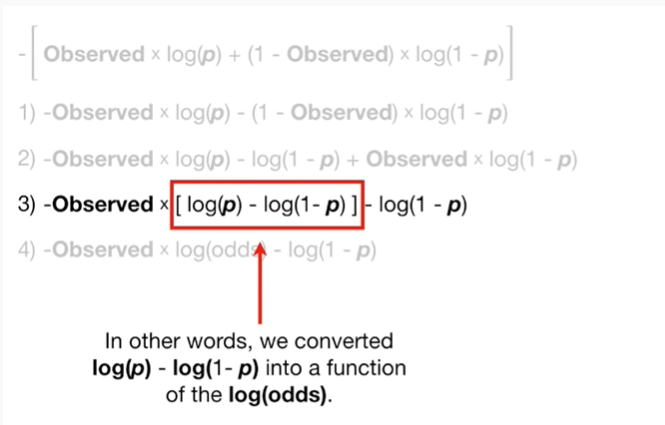 -[Observed × log(p) + (1 - Observed) × log(1 - p)]
1) -Observed × log(p) - (1 - Observed) × log(1 - p)
2) -Observed × log(p) - log(1 - p) + Observed × log(1 - p)
3) -Observed × [ log(p) - log(1- p) ] - log(1 - p)
4) -Observed × log(odds) - log(1 - p)
In other words, we converted
log(p) - log(1- p) into a function
of the log(odds).